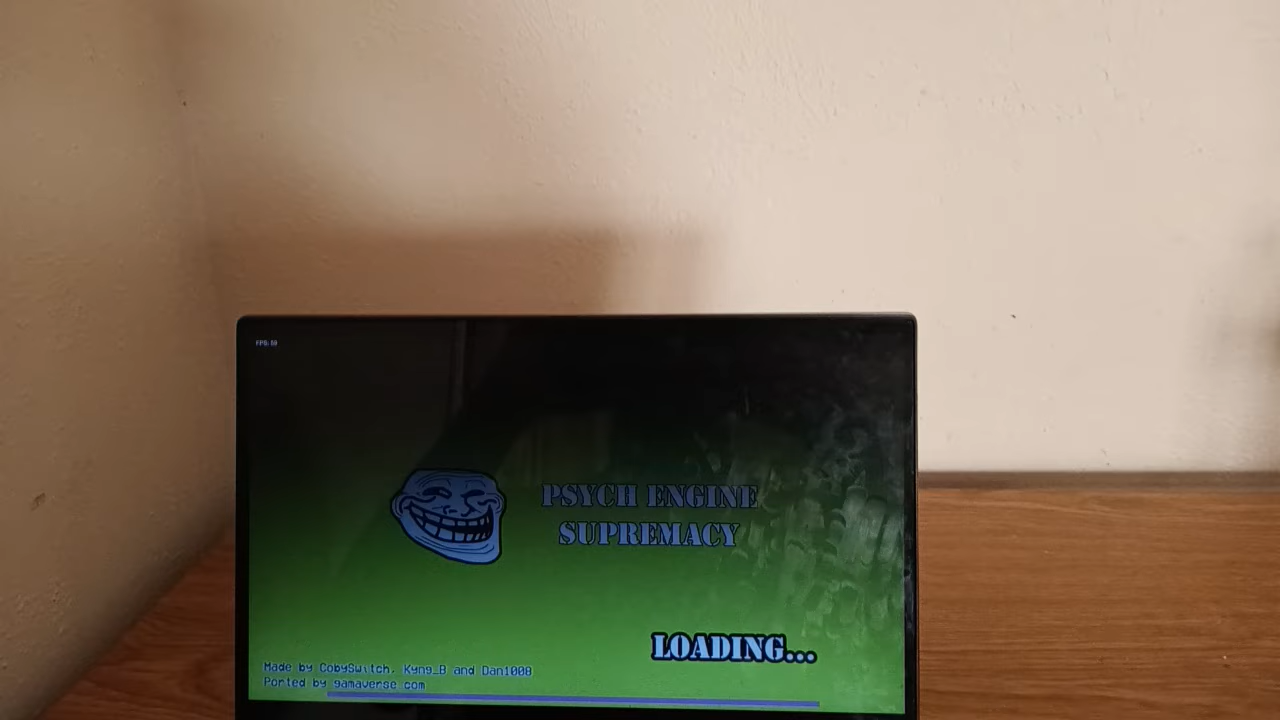 FPS: 60
PSYCH ENGINE
SUPREMACY
LOADING...
Made by CobySwitch, Kyng_B and Dan1008
Ported by gamaverse.com